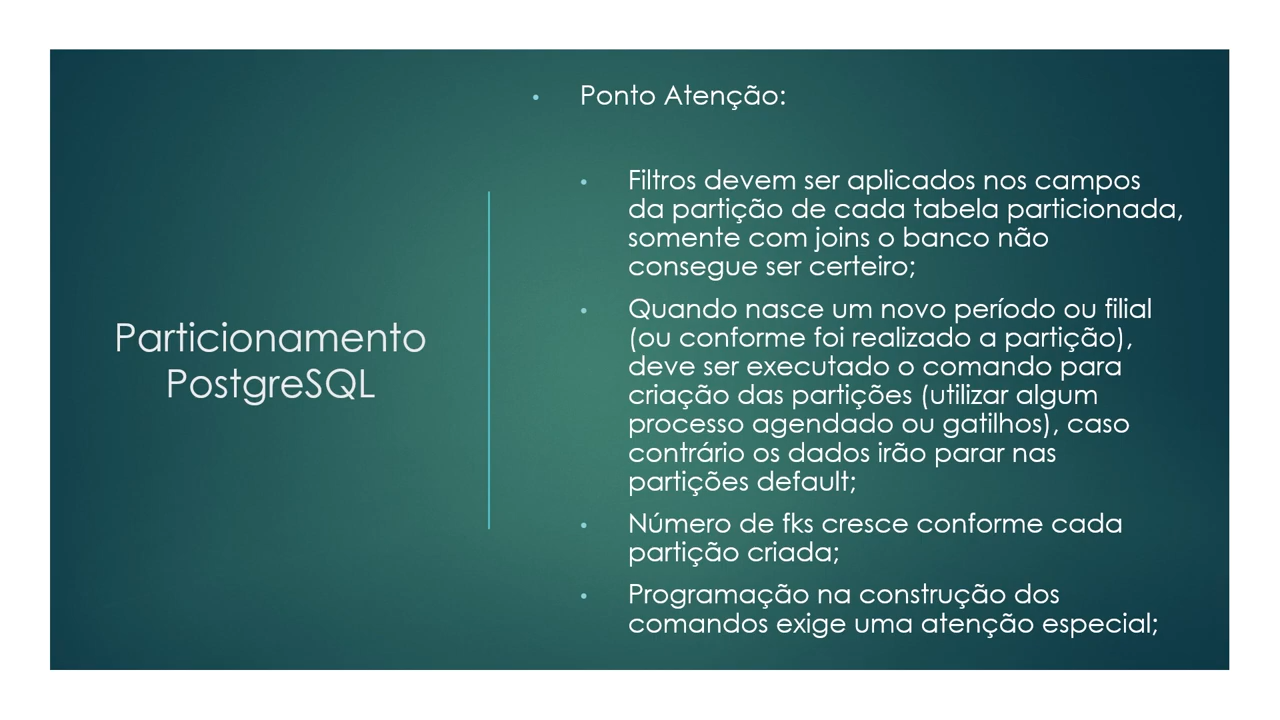 Particionamento
PostgreSQL
Ponto Atenção:
Filtros devem ser aplicados nos campos
da partição de cada tabela particionada,
somente com joins o banco não
consegue ser certeiro;
Quando nasce um novo período ou filial
(ou conforme foi realizado a partição),
deve ser executado o comando para
criação das partições (utilizar algum
processo agendado ou gatilhos), caso
contrário os dados irão parar nas
partições default;
Número de fks cresce conforme cada
partição criada;
Programação na construção dos
comandos exige uma atenção especial;